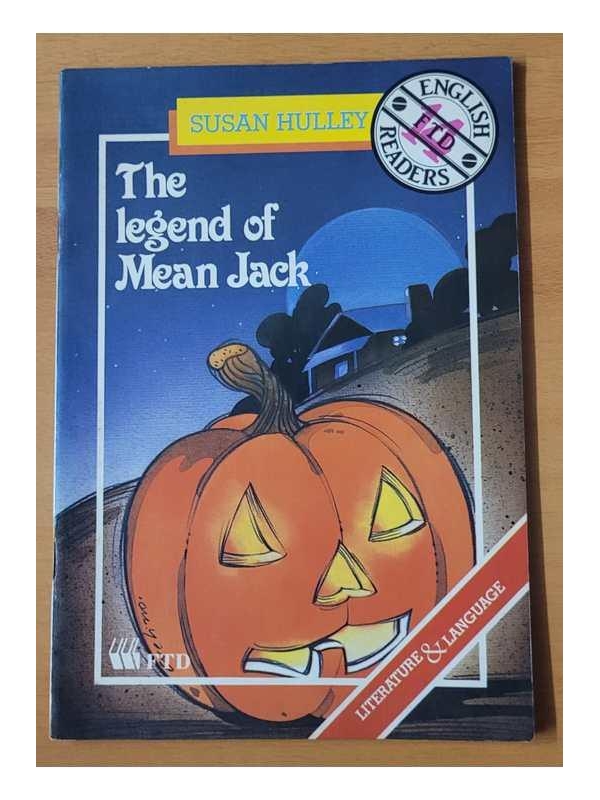 SUSAN HULLEY
ENGLISH
FTD
READERS
The
legend of
Mean Jack
LITERATURE & LANGUAGE
FTD